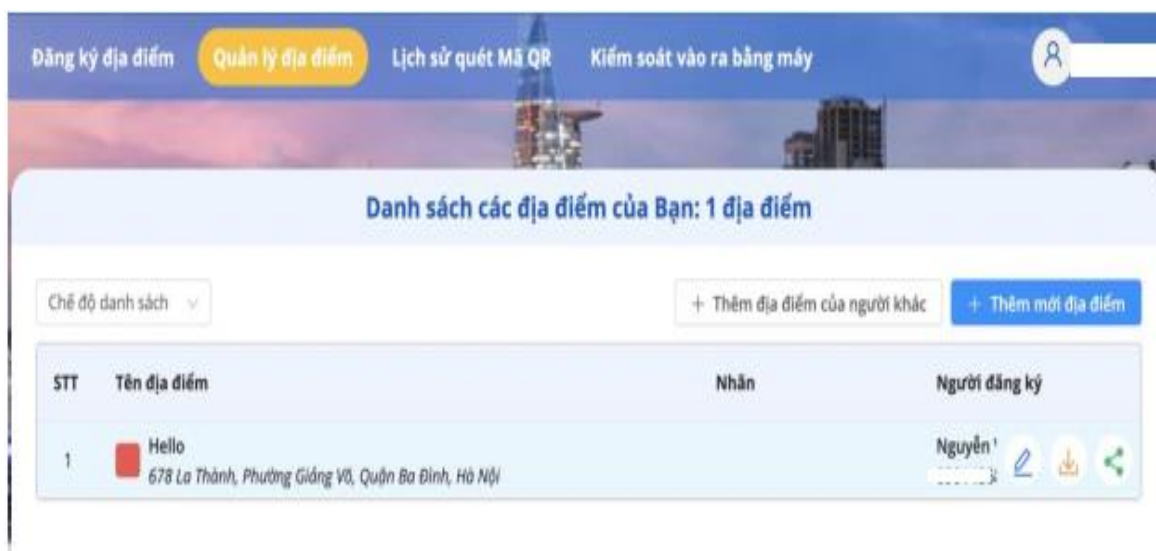 Đăng ký địa điểm Quản lý địa điểm Lịch sử quét Mã QR Kiểm soát vào ra bằng máy
Danh sách các địa điểm của Bạn: 1 địa điểm
Chế độ danh sách + Thêm địa điểm của người khác + Thêm mới địa điểm
STT Tên địa điểm Nhãn Người đăng ký
1 Hello Nguyễn
678 La Thành, Phường Giảng Võ, Quận Ba Đình, Hà Nội